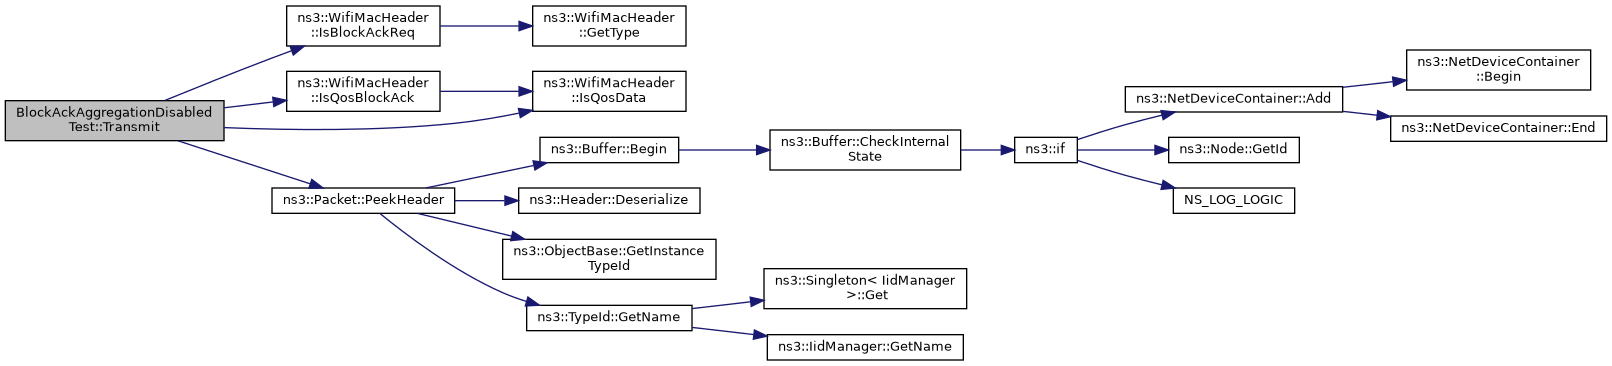 ns3::WifiMacHeader
::IsBlockAckReq
ns3::WifiMacHeader
::GetType
ns3::WifiMacHeader
::IsQosBlockAck
ns3::WifiMacHeader
::IsQosData
BlockAckAggregationDisabled
Test::Transmit
ns3::Packet::PeekHeader
ns3::Buffer::Begin
ns3::Header::Deserialize
ns3::ObjectBase::GetInstance
TypeId
ns3::TypeId::GetName
ns3::Buffer::CheckInternal
State
ns3::Singleton< IidManager
>::Get
ns3::IidManager::GetName
ns3::if
ns3::NetDeviceContainer::Add
ns3::Node::GetId
NS_LOG_LOGIC
ns3::NetDeviceContainer
::Begin
ns3::NetDeviceContainer::End